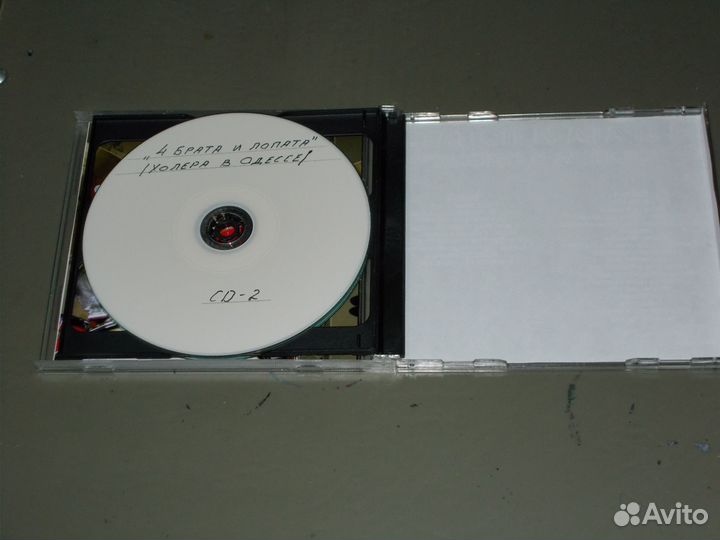 „4 БРАТА И ЛОПАТА"
/ХОЛЕРА В ОДЕССЕ/
CD-2
Avito